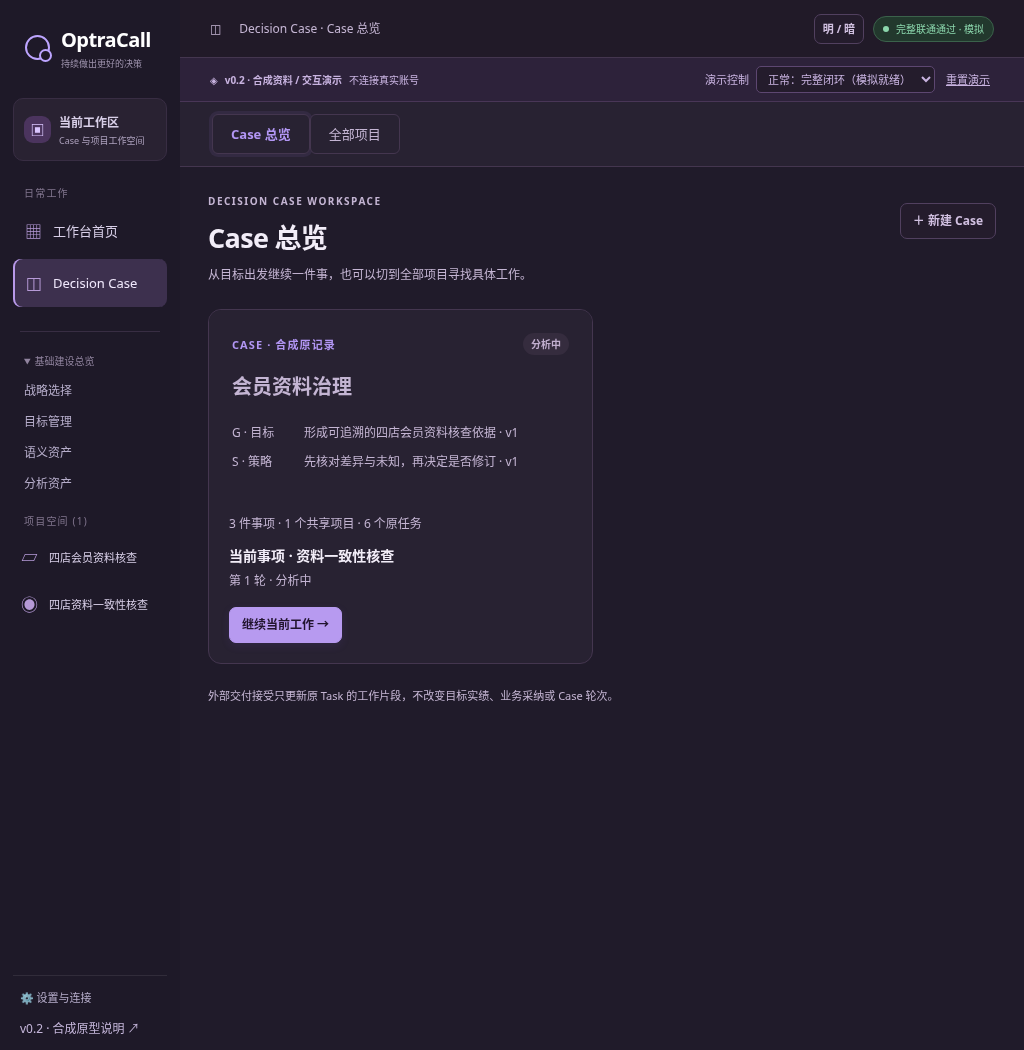 OptraCall
持续做出更好的决策
当前工作区
Case 与项目工作空间
日常工作
工作台首页
Decision Case
▼ 基础建设总览
战略选择
目标管理
语义资产
分析资产
项目空间 (1)
四店会员资料核查
四店资料一致性核查
设置与连接
v0.2 · 合成原型说明 ↗
Decision Case · Case 总览
明 / 暗
完整联通通过 · 模拟
v0.2 · 合成资料 / 交互演示 不连接真实账号
演示控制
正常：完整闭环（模拟就绪）
重置演示
Case 总览
全部项目
DECISION CASE WORKSPACE
Case 总览
从目标出发继续一件事，也可以切到全部项目寻找具体工作。
＋ 新建 Case
CASE · 合成原记录
分析中
会员资料治理
G · 目标 形成可追溯的四店会员资料核查依据 · v1
S · 策略 先核对差异与未知，再决定是否修订 · v1
3 件事项 · 1 个共享项目 · 6 个原任务
当前事项 · 资料一致性核查
第 1 轮 · 分析中
继续当前工作 →
外部交付接受只更新原 Task 的工作片段，不改变目标实绩、业务采纳或 Case 轮次。